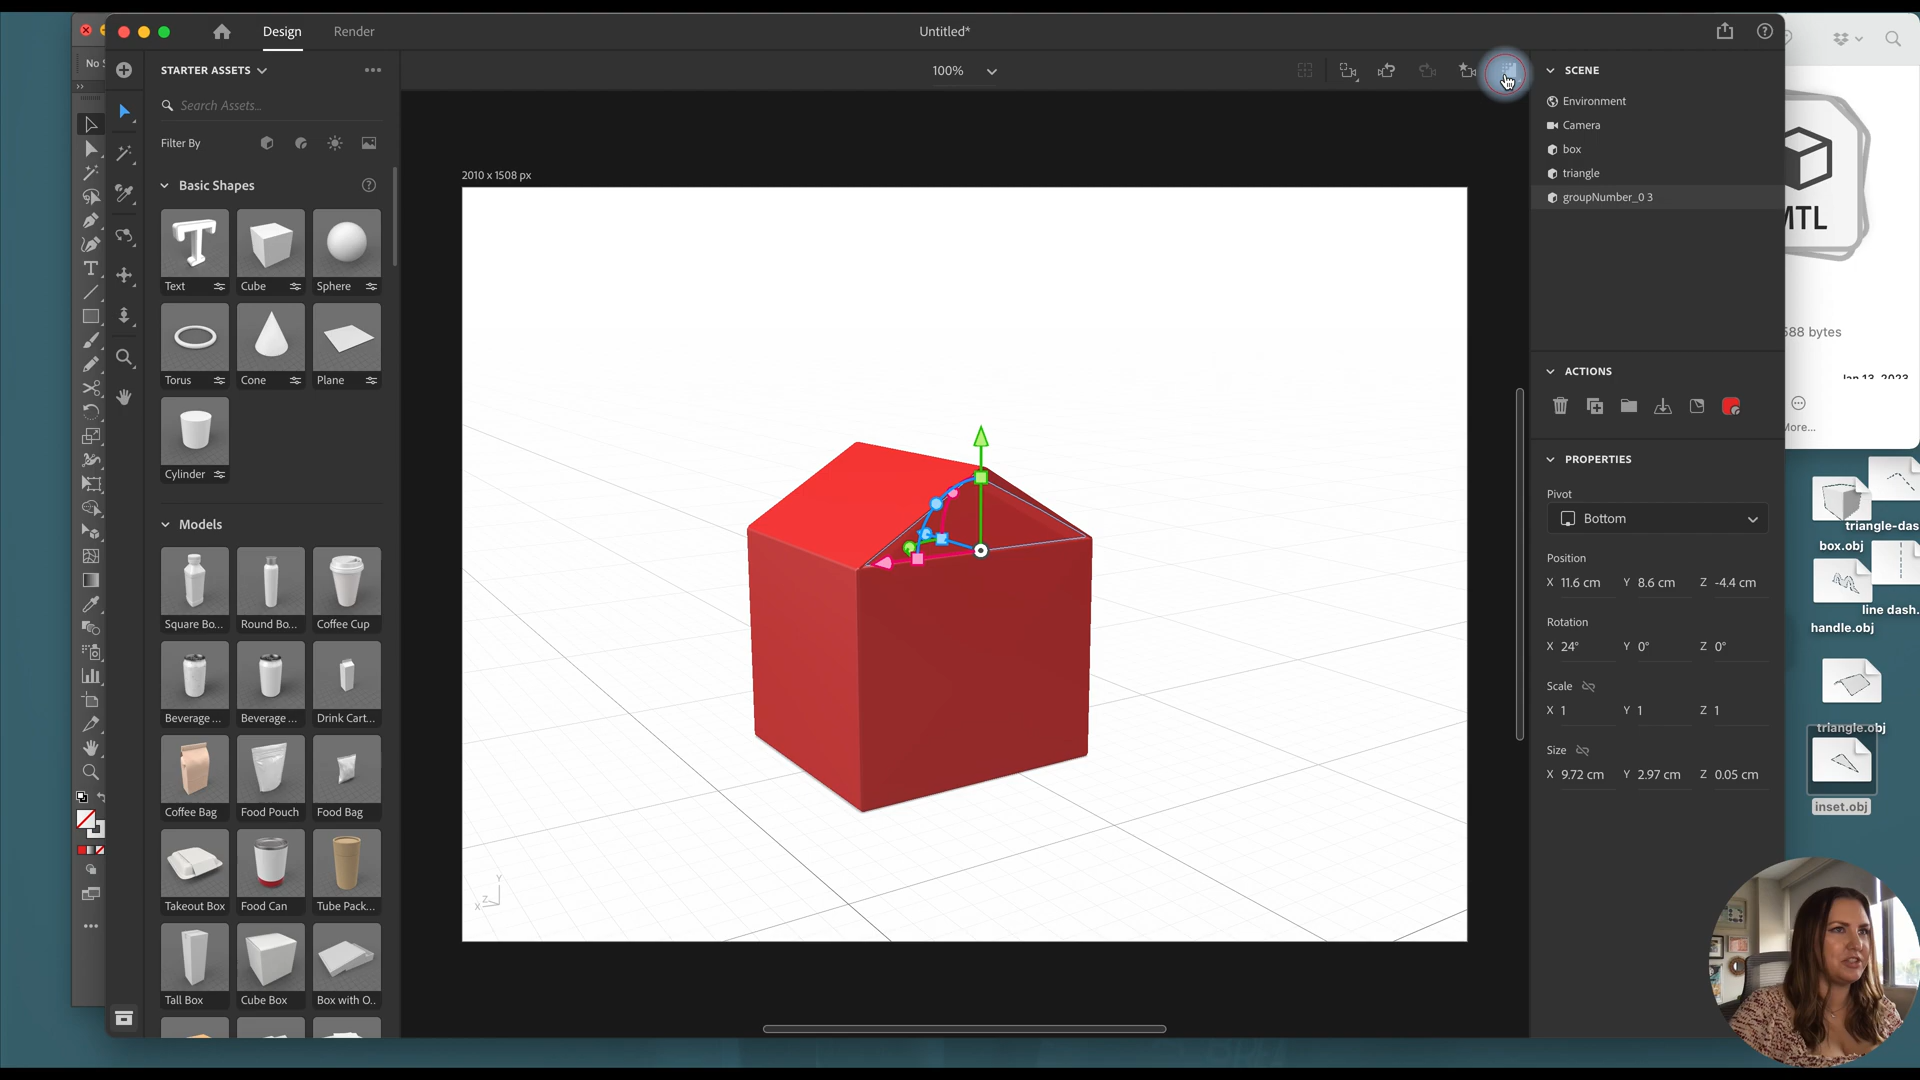 Design
Render
Untitled*
No S
STARTER ASSETS
100%
SCENE
Search Assets...
Environment
Camera
box
triangle
groupNumber_0 3
Filter By
2010 x 1508 px
Basic Shapes
Text
Cube
Sphere
Torus
Cone
Plane
Cylinder
Models
Square Bo...
Round Bo...
Coffee Cup
Beverage ...
Beverage ...
Drink Cart...
Coffee Bag
Food Pouch
Food Bag
Takeout Box
Food Can
Tube Pack...
Tall Box
Cube Box
Box with O..
Y
Z
X
ACTIONS
PROPERTIES
Pivot
Bottom
Position
X 11.6 cm Y 8.6 cm Z -4.4 cm
Rotation
X 24° Y 0° Z 0°
Scale
X 1 Y 1 Z 1
Size
X 9.72 cm Y 2.97 cm Z 0.05 cm
MTL
588 bytes
Jan 13, 2023
More...
triangle-das
box.obj
line dash.
handle.obj
triangle.obj
inset.obj